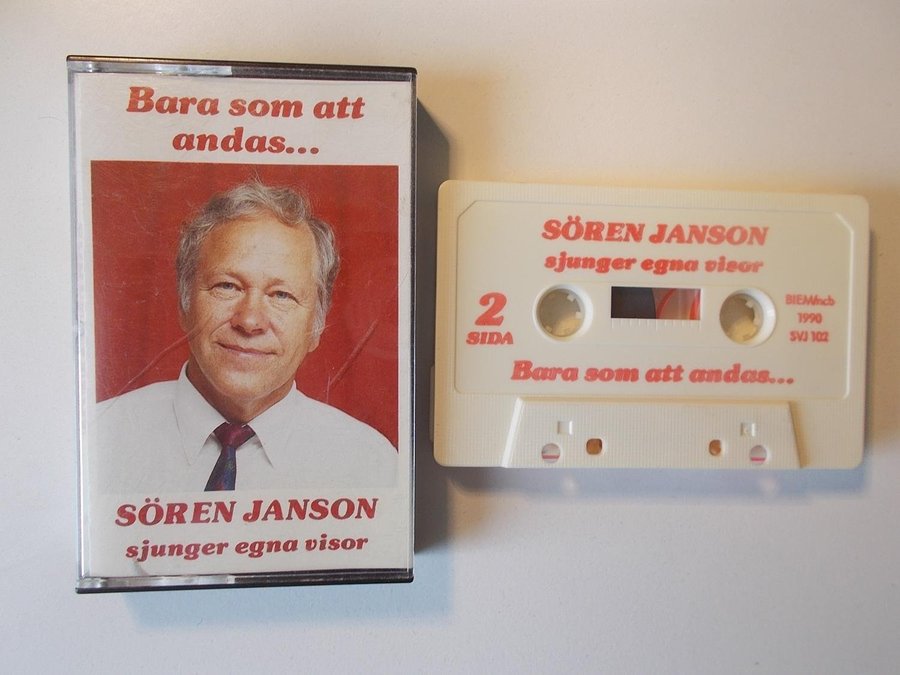 Bara som att
andas...
SÖREN JANSON
sjunger egna visor
SÖREN JANSON
sjunger egna visor
2
SIDA
BIEM/ncb
1990
SVJ 102
Bara som att andas...